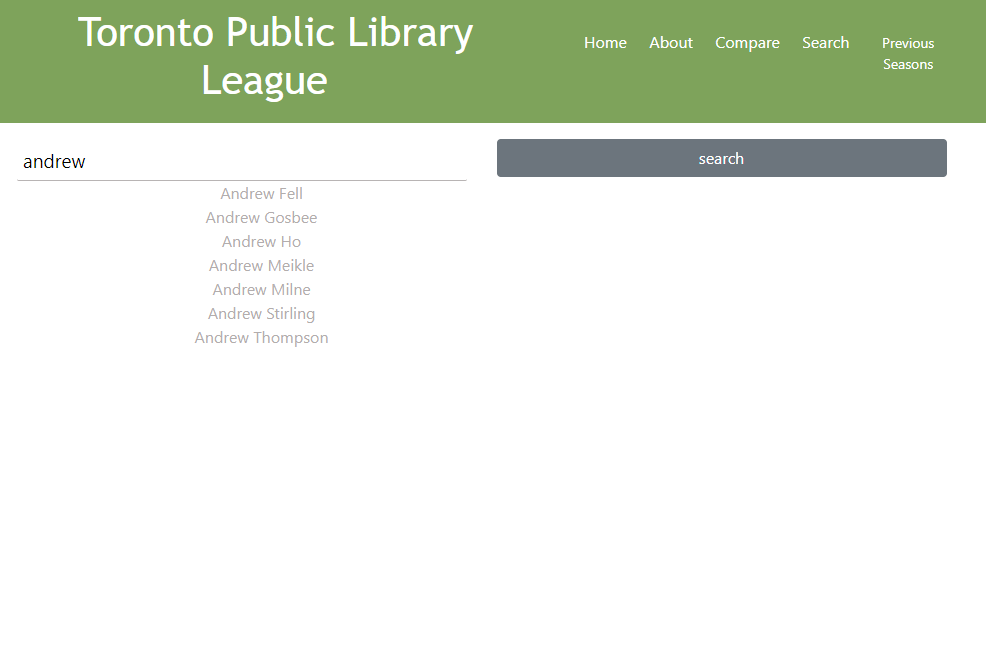 Toronto Public Library
League
Home About Compare Search Previous
Seasons
andrew
search
Andrew Fell
Andrew Gosbee
Andrew Ho
Andrew Meikle
Andrew Milne
Andrew Stirling
Andrew Thompson